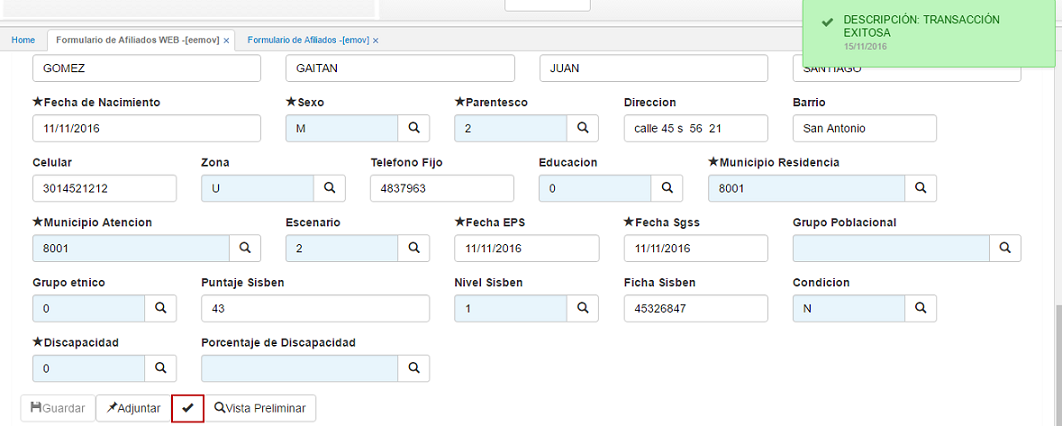 DESCRIPCIÓN: TRANSACCIÓN
EXITOSA
15/11/2016
Home Formulario de Afiliados WEB -[eemov] x Formulario de Afiliados -[emov] x
GOMEZ GAITAN JUAN SANTIAGO
★Fecha de Nacimiento ★Sexo ★Parentesco Direccion Barrio
11/11/2016 M 2 calle 45 s 56 21 San Antonio
Celular Zona Telefono Fijo Educacion ★Municipio Residencia
3014521212 U 4837963 0 8001
★Municipio Atencion Escenario ★Fecha EPS ★Fecha Sgss Grupo Poblacional
8001 2 11/11/2016 11/11/2016
Grupo etnico Puntaje Sisben Nivel Sisben Ficha Sisben Condicion
0 43 1 45326847 N
★Discapacidad Porcentaje de Discapacidad
0
Guardar Adjuntar Vista Preliminar